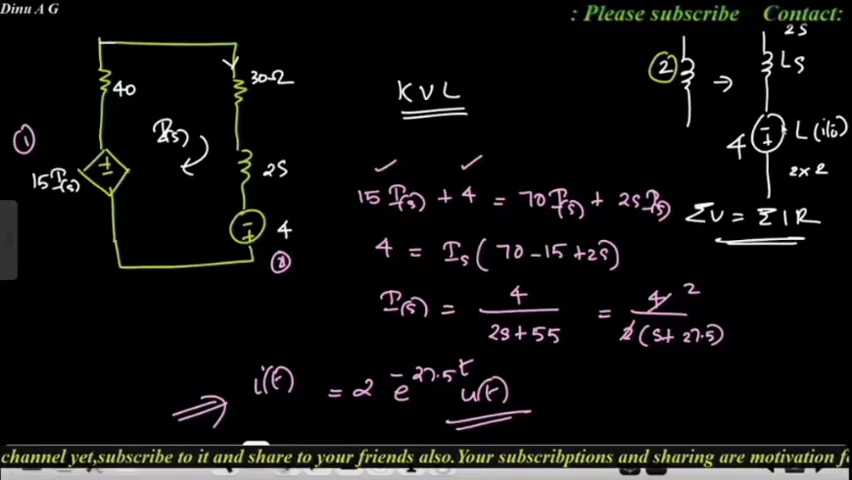 Dinu A G
: Please subscribe Contact:
40
30Ω
KVL
2
2S
LS
1
I(s)
15I(s)
2S
4
4
L(i(o)
2x2
2
15I(s) + 4 = 70I(s) + 2SI(s)
ΣV = ΣIR
4 = Is (70 - 15 + 2S)
I(s) = 4 / 2S+55 = 4 2 / 2(S+27.5)
⇒ i(t) = 2 e^-27.5t u(t)
channel yet,subscribe to it and share to your friends also.Your subscribptions and sharing are motivation f